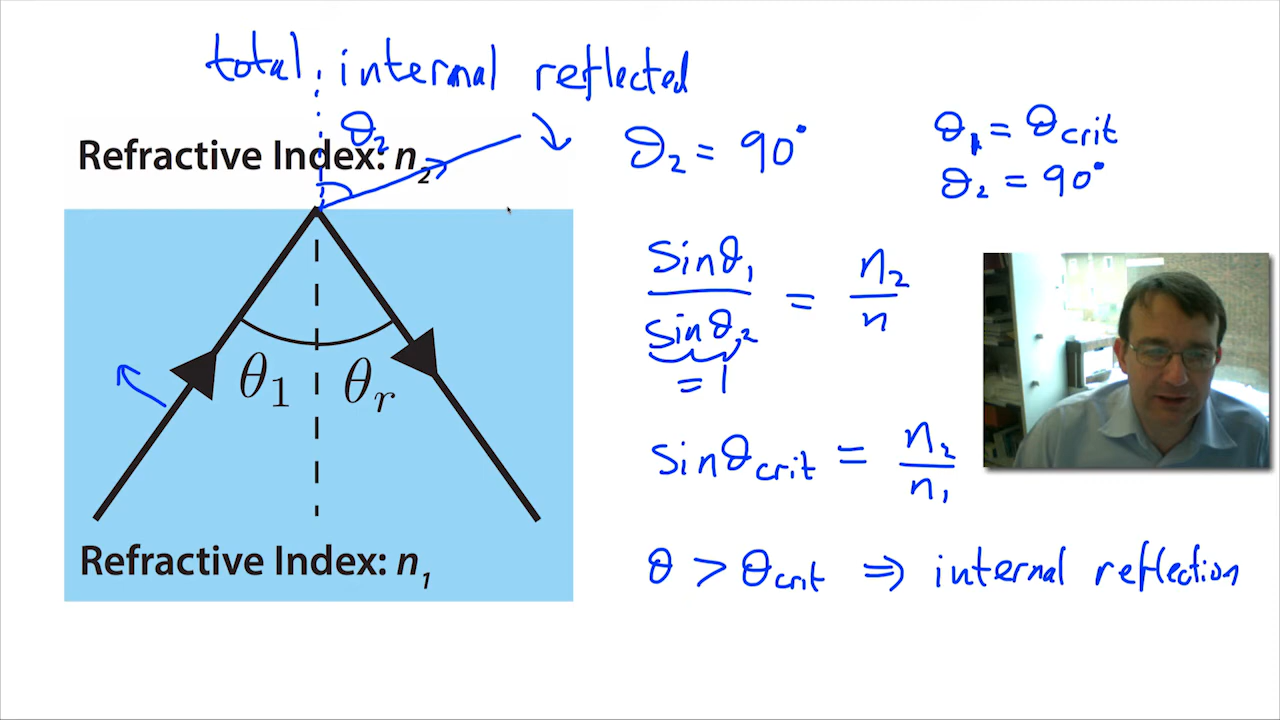 total internal reflected
θ₂
Refractive Index: n₂
θ₂ = 90°
θ₁ = θcrit
θ₂ = 90°
sinθ₁ / sinθ₂ = n₂ / n
= 1
θ₁ θᵣ
sinθcrit = n₂ / n₁
Refractive Index: n₁
θ > θcrit ⇒ internal reflection